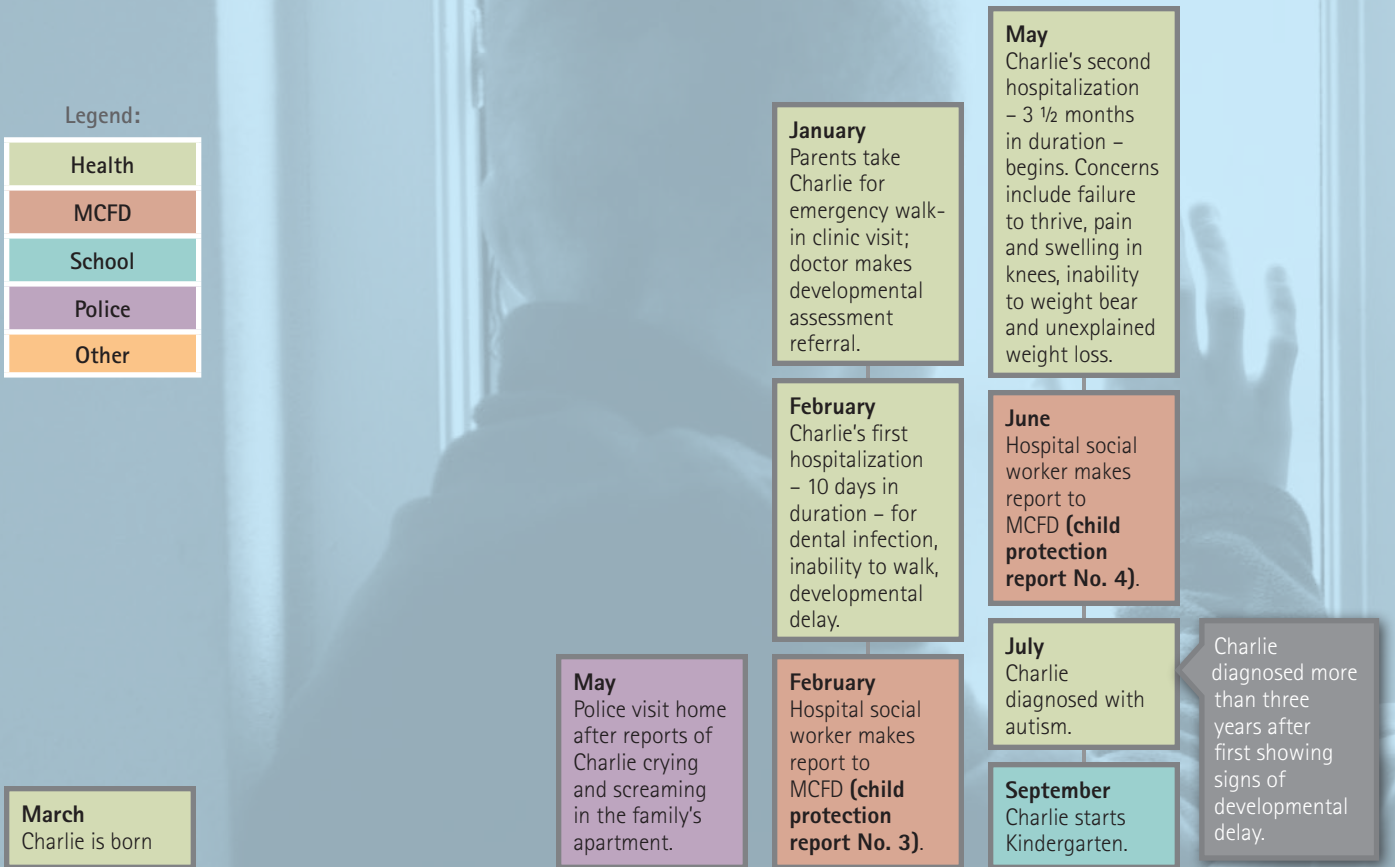 Legend:
Health
MCFD
School
Police
Other
March
Charlie is born
May
Police visit home
after reports of
Charlie crying
and screaming
in the family's
apartment.
January
Parents take
Charlie for
emergency walk-
in clinic visit;
doctor makes
developmental
assessment
referral.
February
Charlie's first
hospitalization
– 10 days in
duration – for
dental infection,
inability to walk,
developmental
delay.
February
Hospital social
worker makes
report to
MCFD (child
protection
report No. 3).
May
Charlie's second
hospitalization
– 3 ½ months
in duration –
begins. Concerns
include failure
to thrive, pain
and swelling in
knees, inability
to weight bear
and unexplained
weight loss.
June
Hospital social
worker makes
report to
MCFD (child
protection
report No. 4).
July
Charlie
diagnosed with
autism.
Charlie
diagnosed more
than three
years after
first showing
signs of
developmental
delay.
September
Charlie starts
Kindergarten.